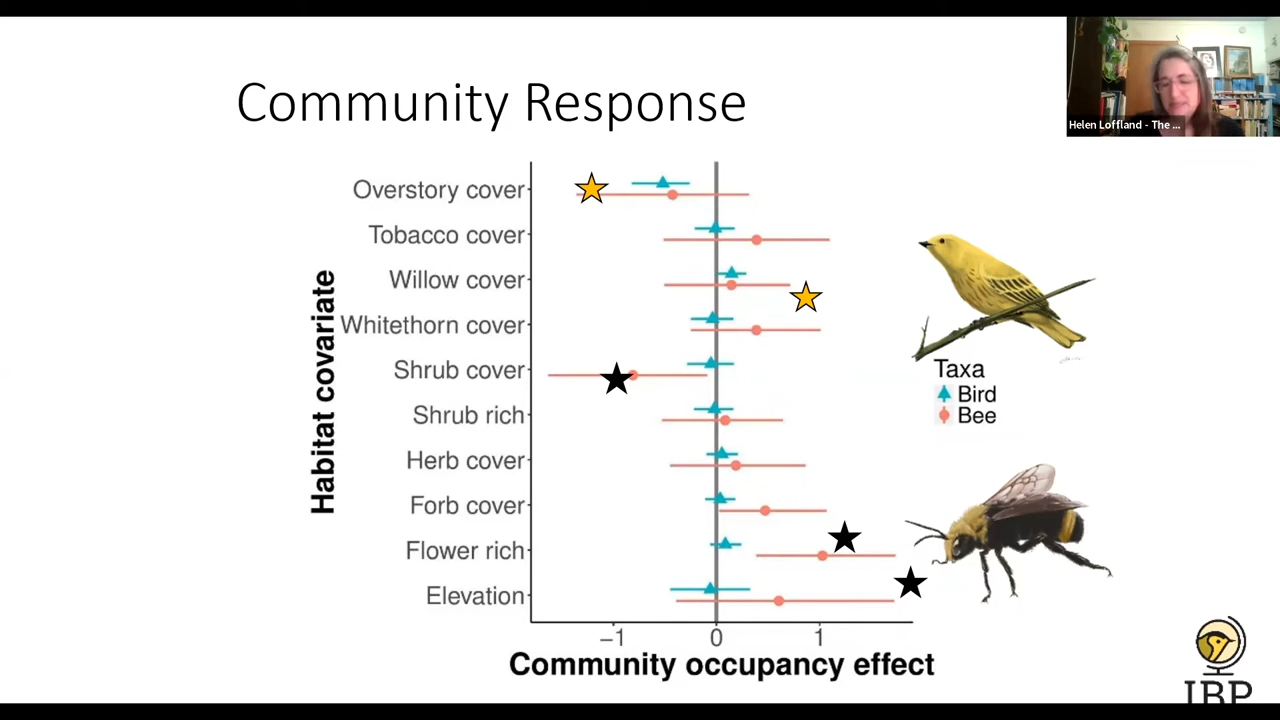 Helen Loffland - The ...
Community Response
Habitat covariate
Overstory cover
Tobacco cover
Willow cover
Whitethorn cover
Shrub cover
Shrub rich
Herb cover
Forb cover
Flower rich
Elevation
−1 0 1
Community occupancy effect
Taxa
Bird
Bee
IBP